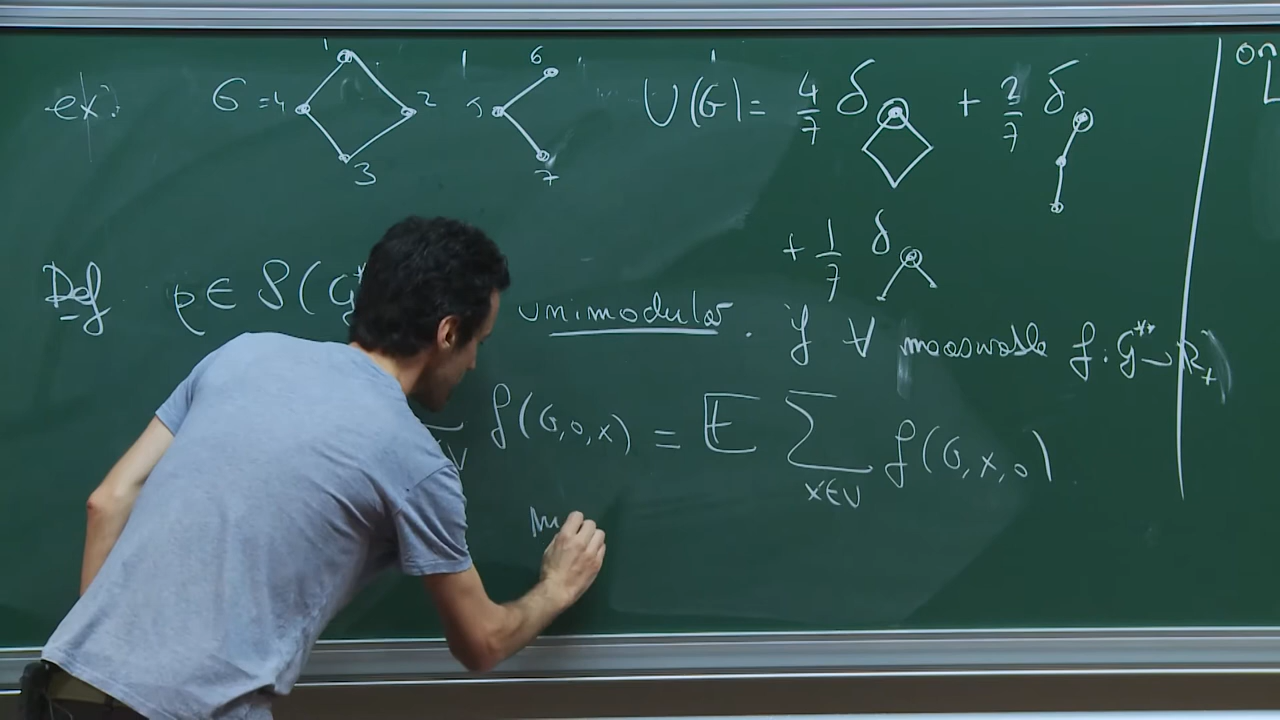 ex: G = 1 2 3 4 5 6 7 U(G) = 4/7 δ + 2/7 δ
+ 1/7 δ
Def ρ ∈ P(G* unimodular. if ∀ measurable f: G** → R+
∈V f(G,o,x) = E ∑ x∈V f(G,x,o)
on